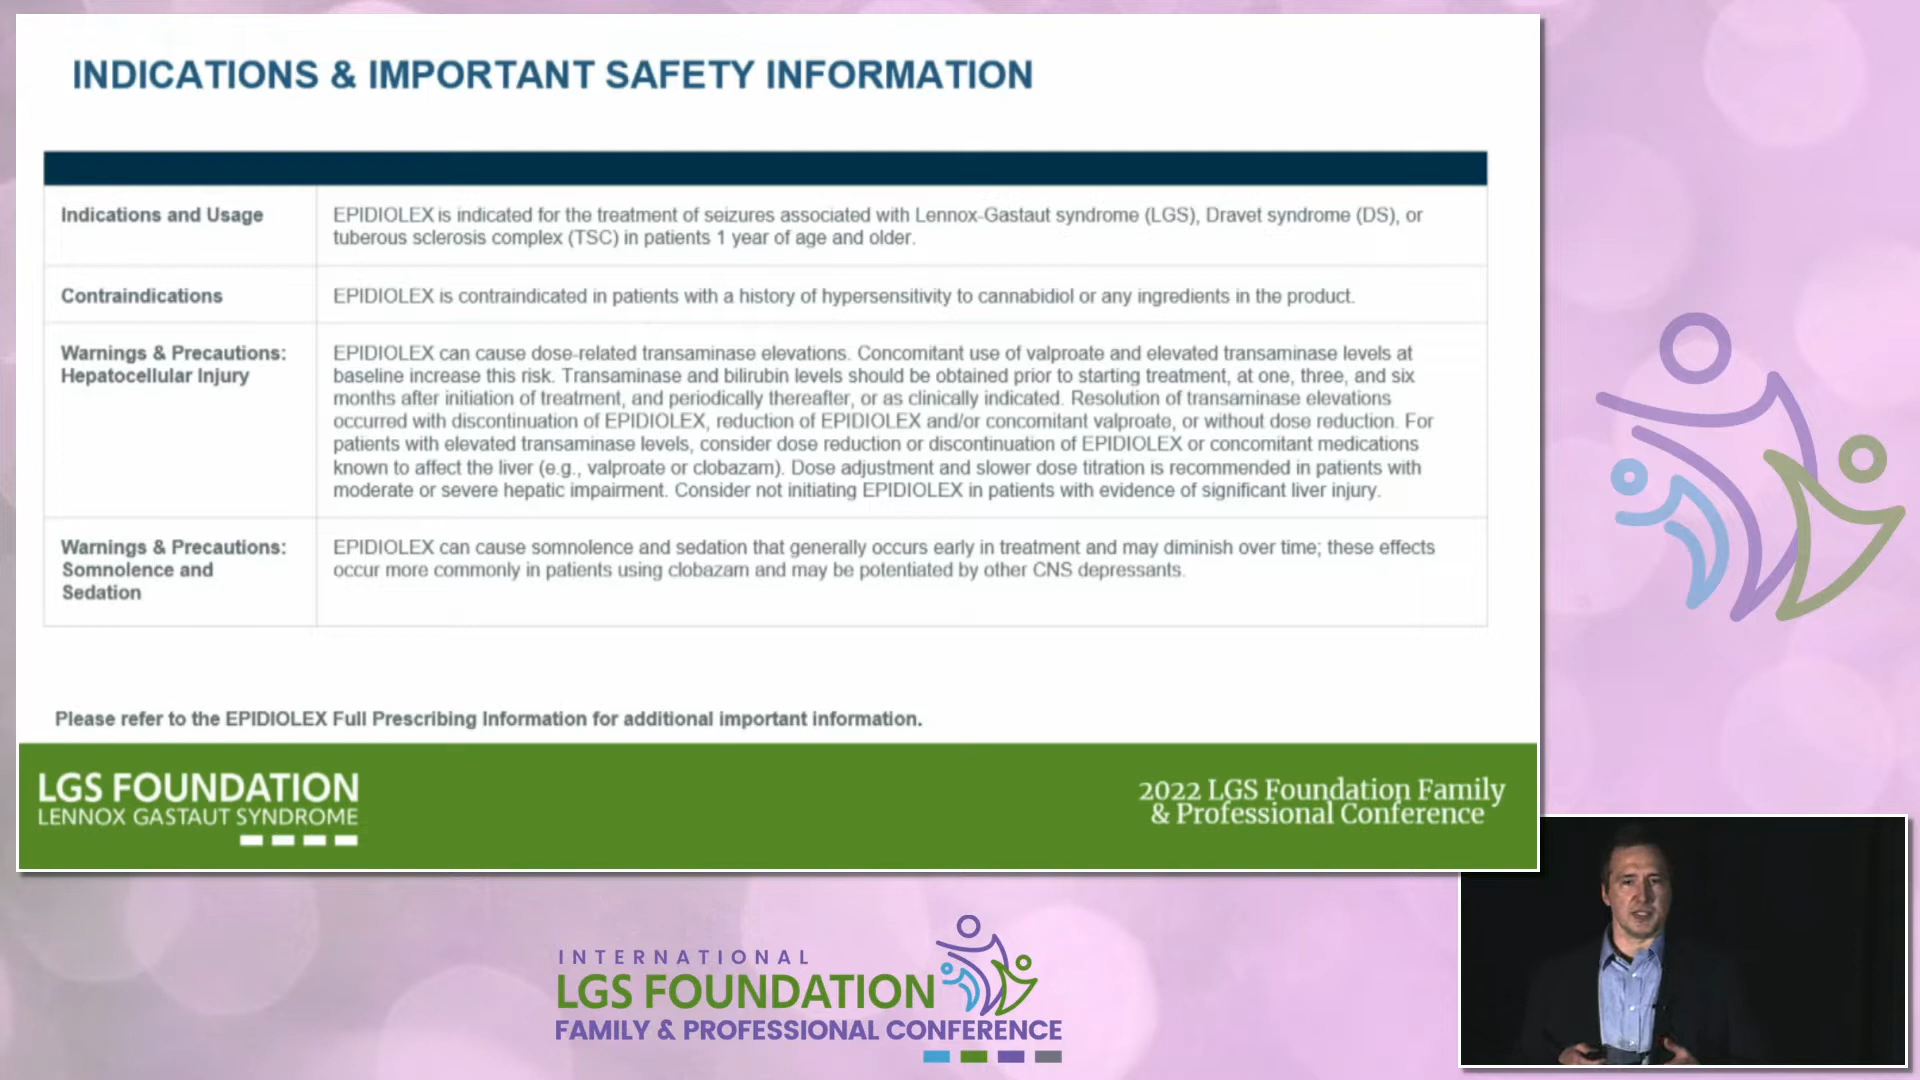 INDICATIONS & IMPORTANT SAFETY INFORMATION
Indications and Usage
EPIDIOLEX is indicated for the treatment of seizures associated with Lennox-Gastaut syndrome (LGS), Dravet syndrome (DS), or
tuberous sclerosis complex (TSC) in patients 1 year of age and older.
Contraindications
EPIDIOLEX is contraindicated in patients with a history of hypersensitivity to cannabidiol or any ingredients in the product.
Warnings & Precautions:
Hepatocellular Injury
EPIDIOLEX can cause dose-related transaminase elevations. Concomitant use of valproate and elevated transaminase levels at
baseline increase this risk. Transaminase and bilirubin levels should be obtained prior to starting treatment, at one, three, and six
months after initiation of treatment, and periodically thereafter, or as clinically indicated. Resolution of transaminase elevations
occurred with discontinuation of EPIDIOLEX, reduction of EPIDIOLEX and/or concomitant valproate, or without dose reduction. For
patients with elevated transaminase levels, consider dose reduction or discontinuation of EPIDIOLEX or concomitant medications
known to affect the liver (e.g., valproate or clobazam). Dose adjustment and slower dose titration is recommended in patients with
moderate or severe hepatic impairment. Consider not initiating EPIDIOLEX in patients with evidence of significant liver injury.
Warnings & Precautions:
Somnolence and
Sedation
EPIDIOLEX can cause somnolence and sedation that generally occurs early in treatment and may diminish over time; these effects
occur more commonly in patients using clobazam and may be potentiated by other CNS depressants.
Please refer to the EPIDIOLEX Full Prescribing Information for additional important information.
LGS FOUNDATION
LENNOX GASTAUT SYNDROME
2022 LGS Foundation Family
& Professional Conference
INTERNATIONAL
LGS FOUNDATION
FAMILY & PROFESSIONAL CONFERENCE